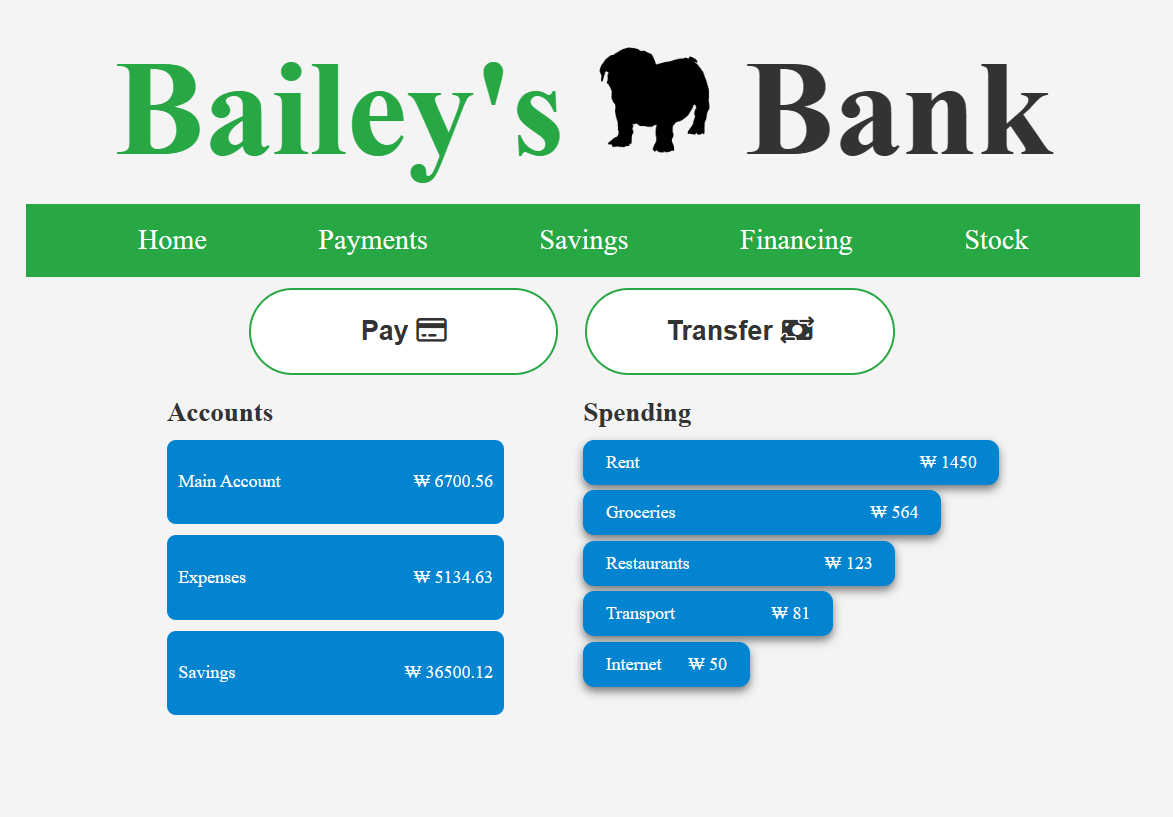 Bailey's Bank
Home Payments Savings Financing Stock
Pay Transfer
Accounts
Main Account ₩ 6700.56
Expenses ₩ 5134.63
Savings ₩ 36500.12
Spending
Rent ₩ 1450
Groceries ₩ 564
Restaurants ₩ 123
Transport ₩ 81
Internet ₩ 50